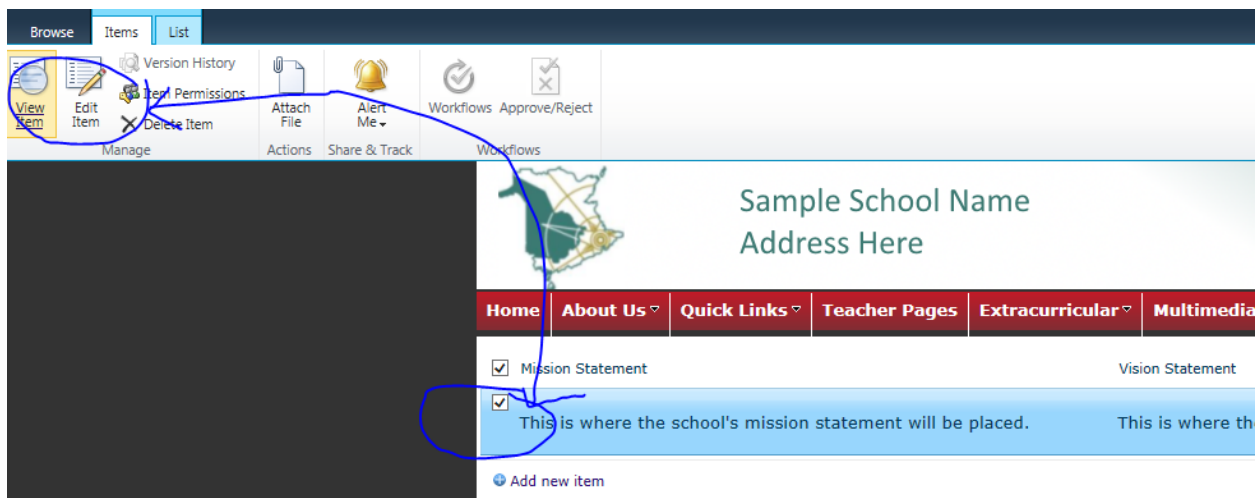 Browse Items List
Version History
Item Permissions
Delete Item
View Item
Edit Item
Attach File
Alert Me
Workflows Approve/Reject
Manage Actions Share & Track Workflows
Sample School Name
Address Here
Home About Us Quick Links Teacher Pages Extracurricular Multimedia
Mission Statement Vision Statement
This is where the school's mission statement will be placed. This is where the
Add new item